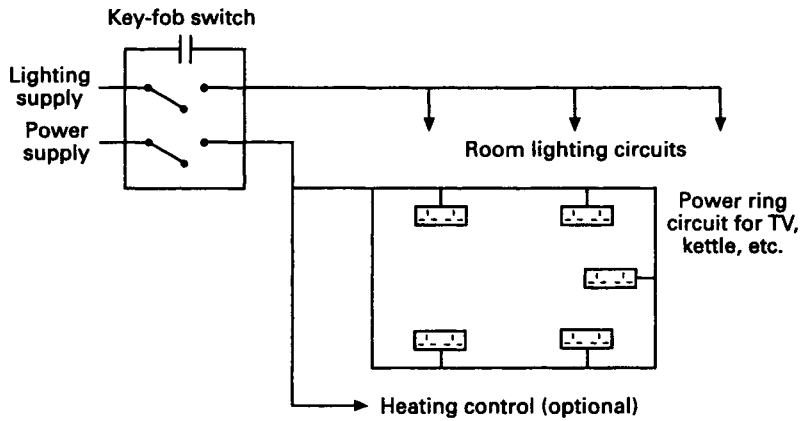 Key-fob switch
Lighting
supply
Power
supply
Room lighting circuits
Power ring
circuit for TV,
kettle, etc.
Heating control (optional)